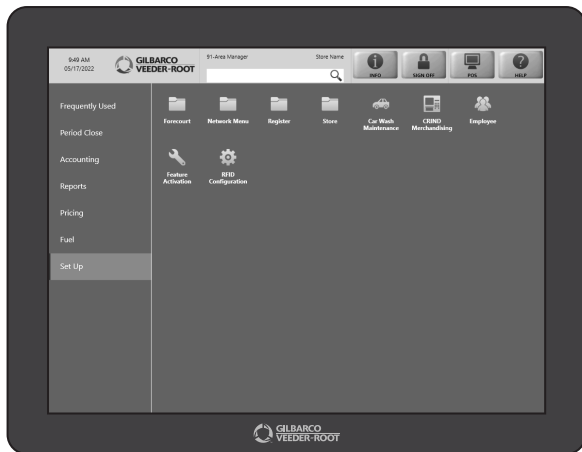 9:49 AM
05/17/2022
GILBARCO
VEEDER-ROOT
91-Area Manager
Store Name
INFO
SIGN OFF
POS
HELP
Frequently Used
Period Close
Accounting
Reports
Pricing
Fuel
Set Up
Forecourt
Network Menu
Register
Store
Car Wash
Maintenance
CRIND
Merchandising
Employee
Feature
Activation
RFID
Configuration
GILBARCO
VEEDER-ROOT